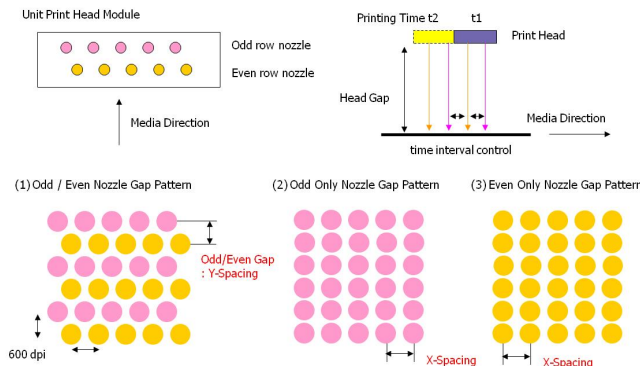 Unit Print Head Module
Odd row nozzle
Even row nozzle
Media Direction
Printing Time t2
t1
Print Head
Head Gap
Media Direction
time interval control
(1) Odd / Even Nozzle Gap Pattern
(2) Odd Only Nozzle Gap Pattern
(3) Even Only Nozzle Gap Pattern
Odd/Even Gap
: Y-Spacing
600 dpi
X-Spacing
X-Spacing